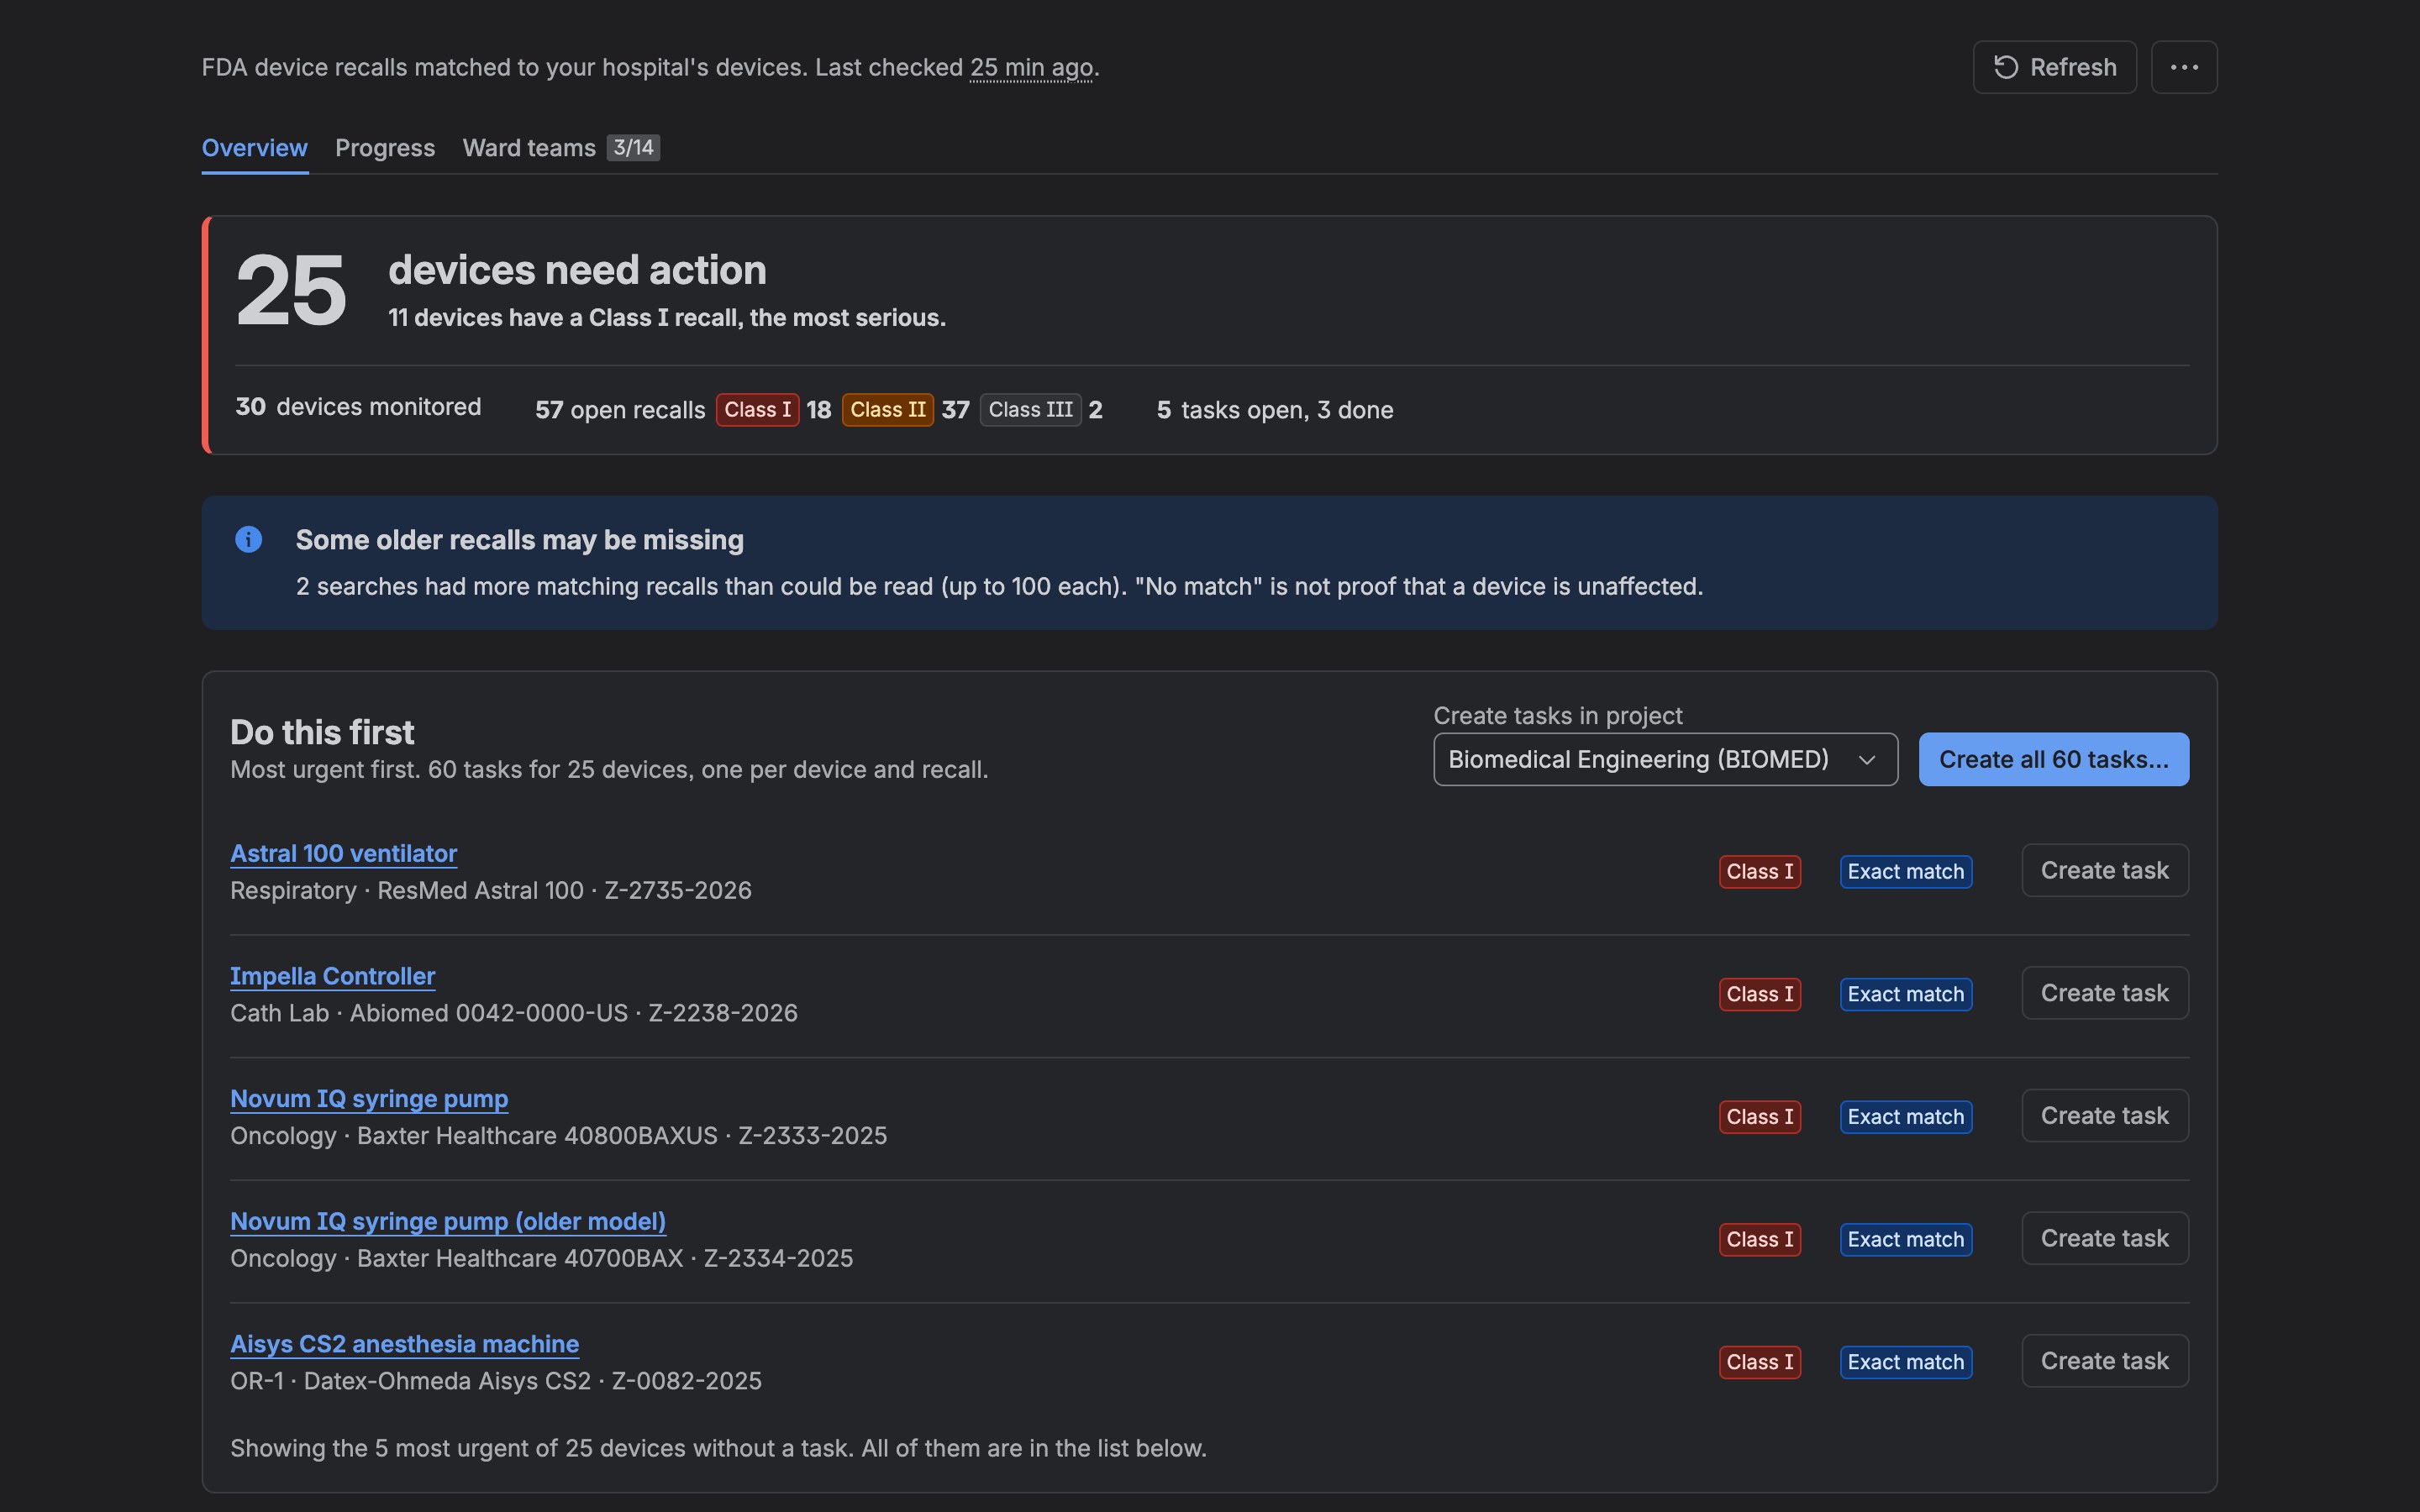 FDA device recalls matched to your hospital's devices. Last checked 25 min ago.
Refresh
Overview Progress Ward teams 3/14
25 devices need action
11 devices have a Class I recall, the most serious.
30 devices monitored 57 open recalls Class I 18 Class II 37 Class III 2 5 tasks open, 3 done
Some older recalls may be missing
2 searches had more matching recalls than could be read (up to 100 each). "No match" is not proof that a device is unaffected.
Do this first
Most urgent first. 60 tasks for 25 devices, one per device and recall.
Create tasks in project
Biomedical Engineering (BIOMED)
Create all 60 tasks...
Astral 100 ventilator
Respiratory · ResMed Astral 100 · Z-2735-2026
Class I Exact match Create task
Impella Controller
Cath Lab · Abiomed 0042-0000-US · Z-2238-2026
Class I Exact match Create task
Novum IQ syringe pump
Oncology · Baxter Healthcare 40800BAXUS · Z-2333-2025
Class I Exact match Create task
Novum IQ syringe pump (older model)
Oncology · Baxter Healthcare 40700BAX · Z-2334-2025
Class I Exact match Create task
Aisys CS2 anesthesia machine
OR-1 · Datex-Ohmeda Aisys CS2 · Z-0082-2025
Class I Exact match Create task
Showing the 5 most urgent of 25 devices without a task. All of them are in the list below.